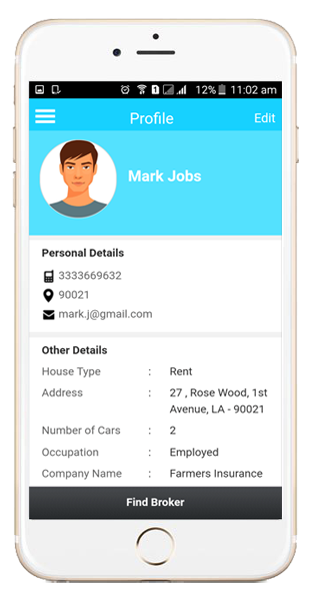 12% 11:02 am
Profile Edit
Mark Jobs
Personal Details
3333669632
90021
mark.j@gmail.com
Other Details
House Type : Rent
Address : 27 , Rose Wood, 1st
Avenue, LA - 90021
Number of Cars : 2
Occupation : Employed
Company Name : Farmers Insurance
Find Broker